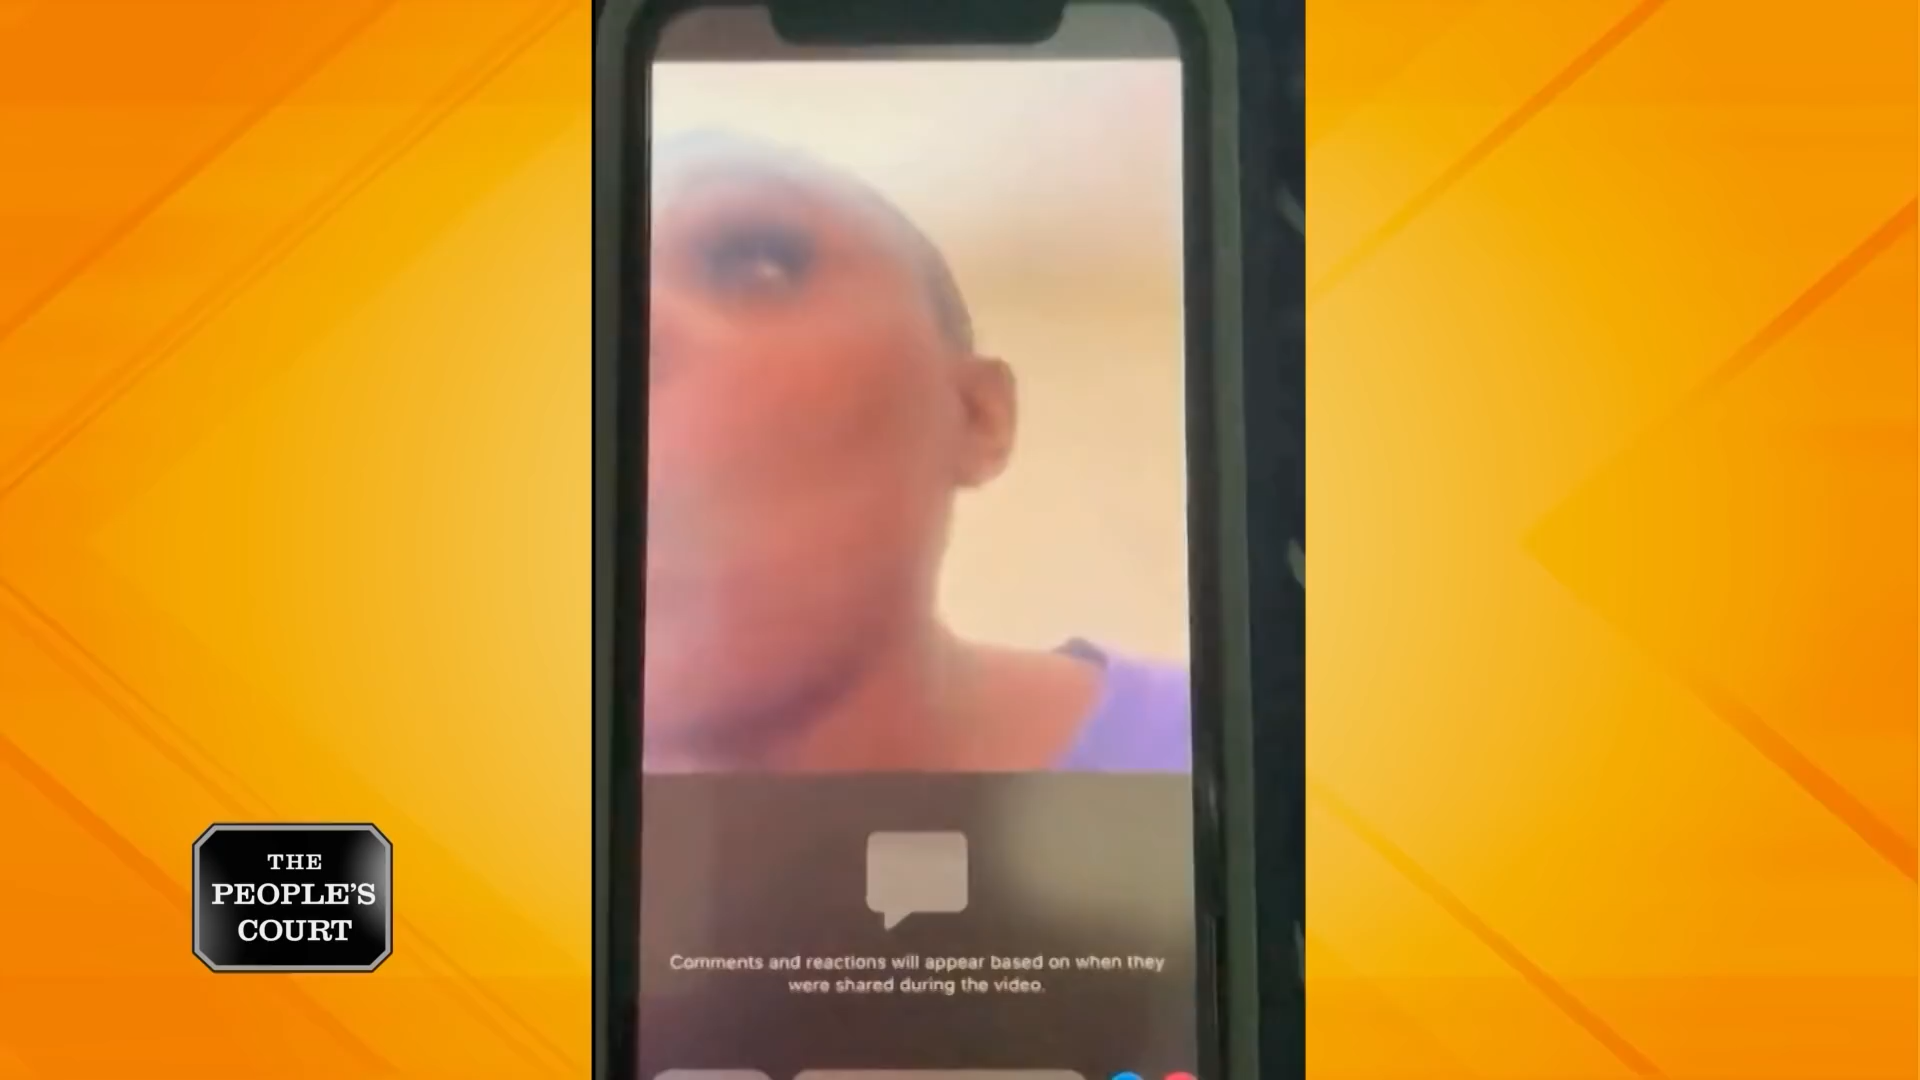 THE
PEOPLE'S
COURT
Comments and reactions will appear based on when they
were shared during the video.